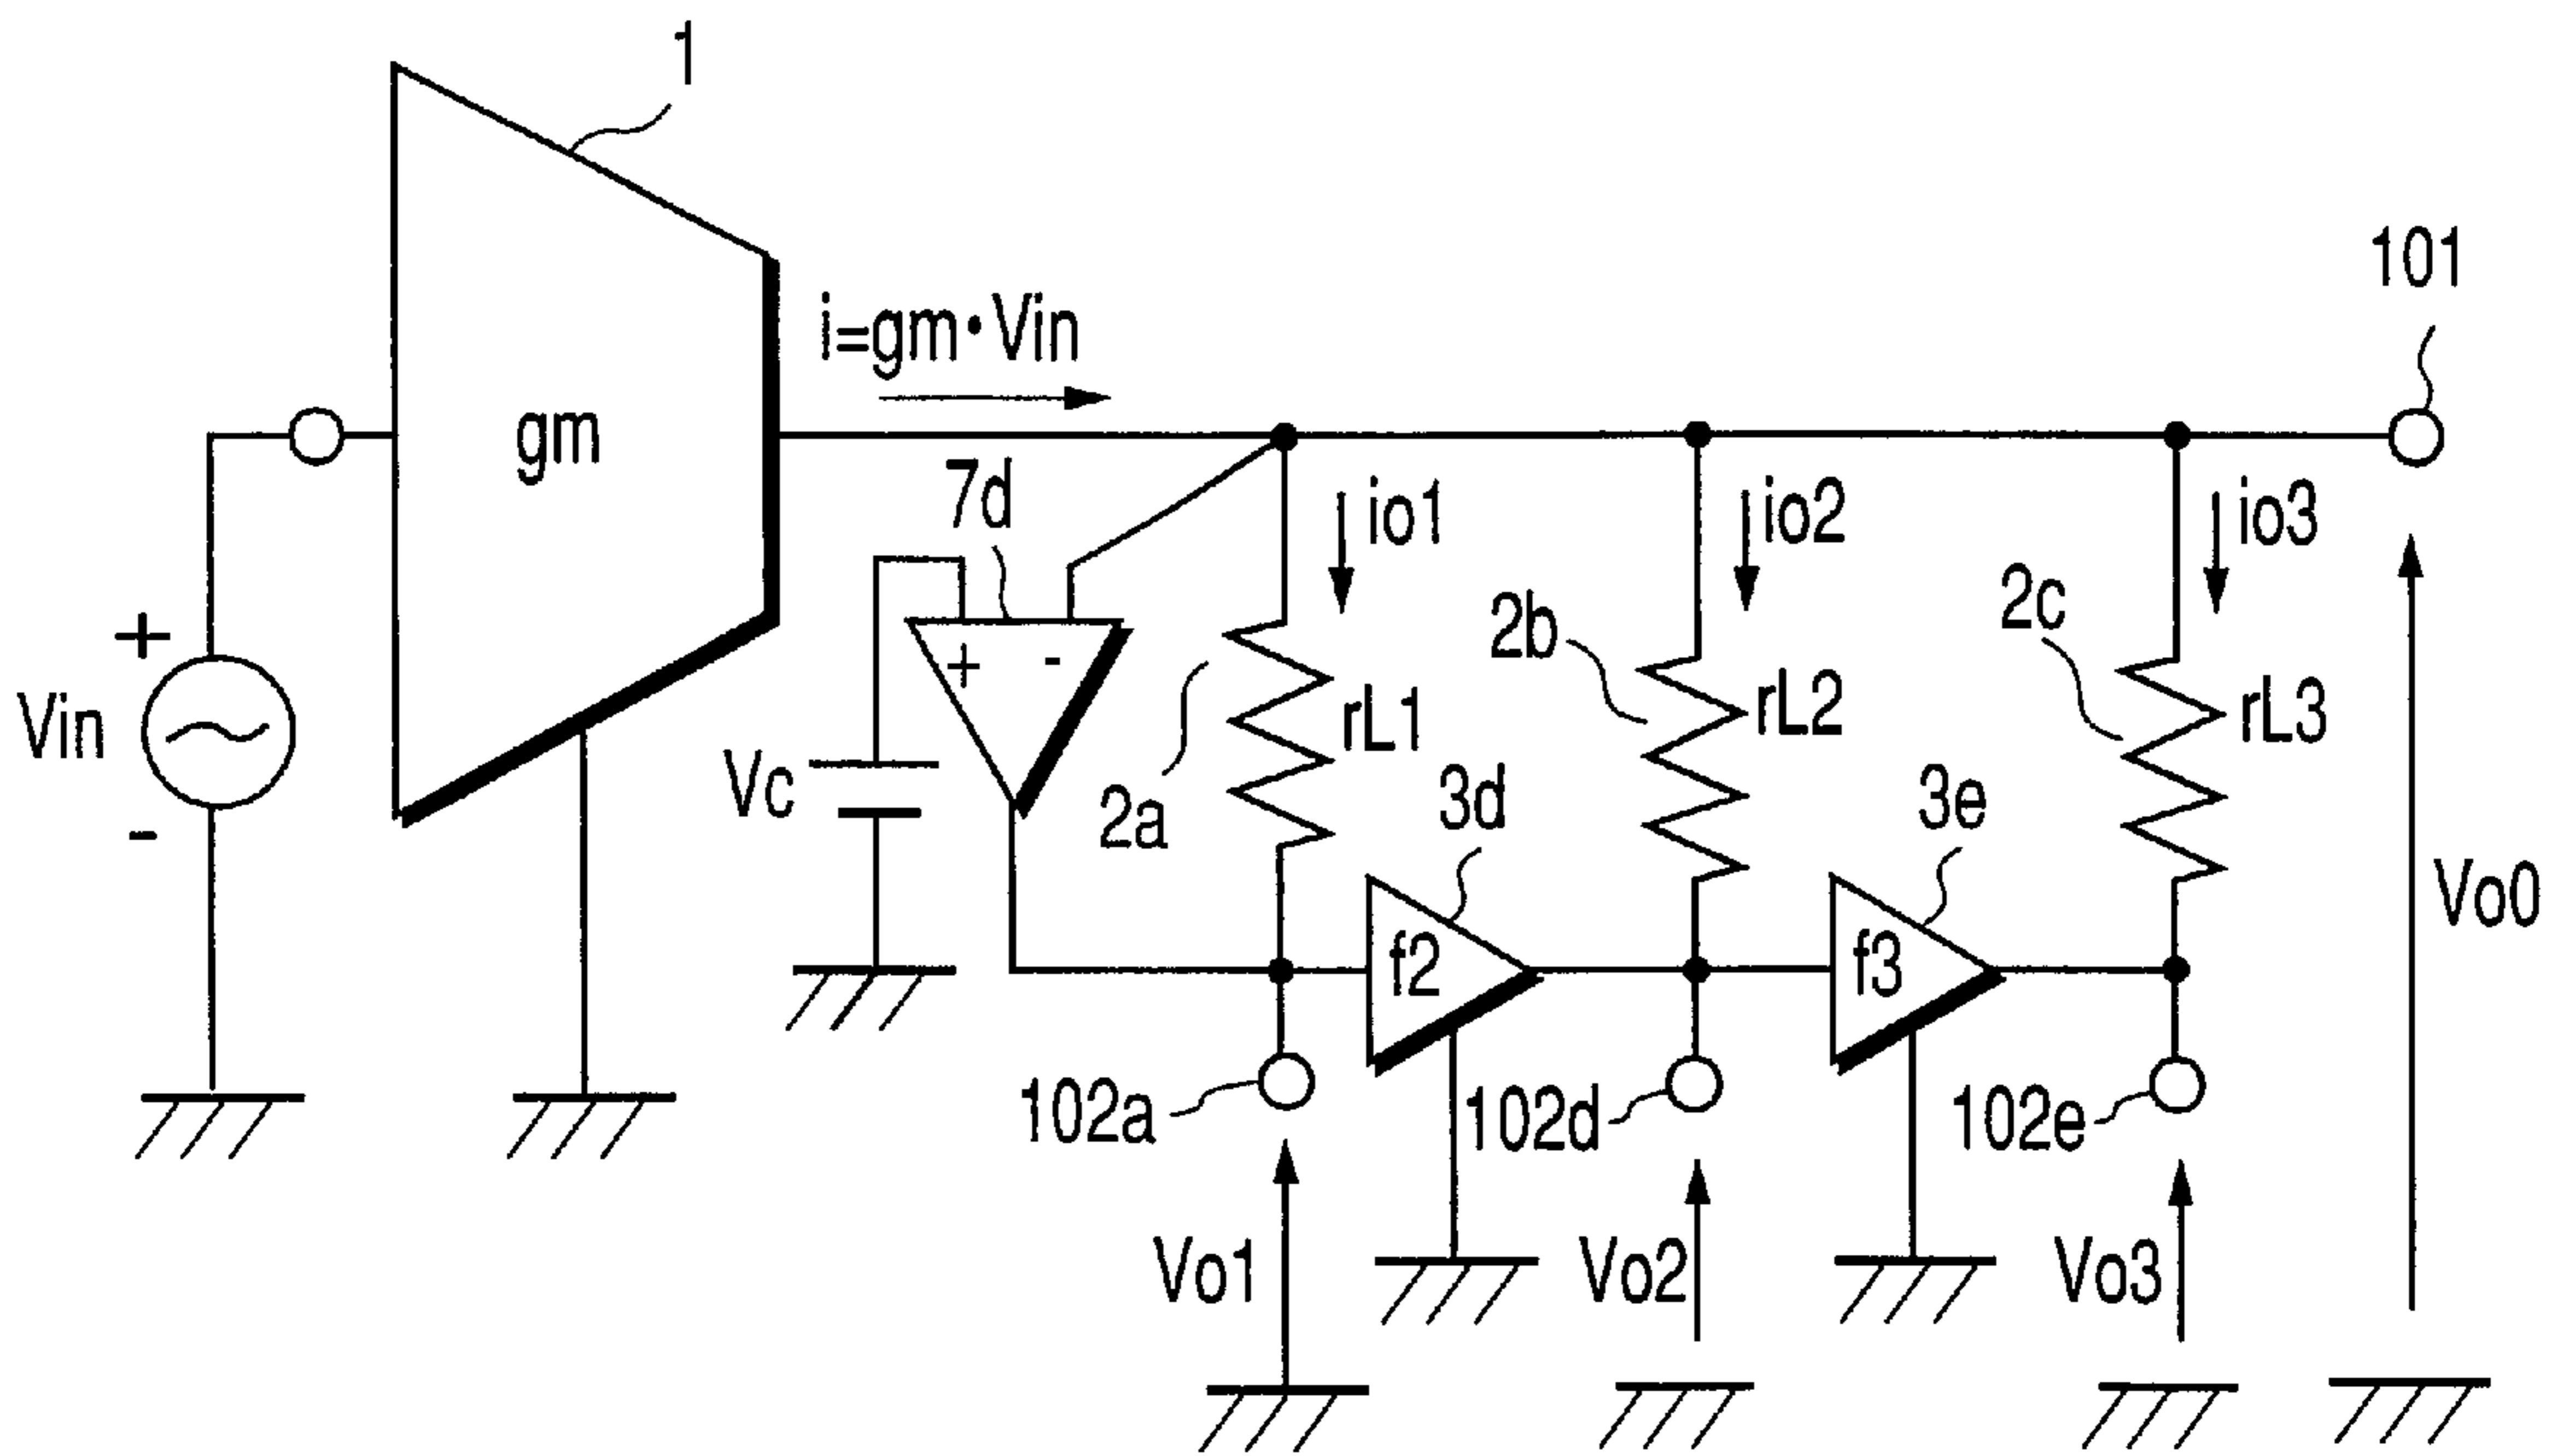 1
101
i=gm·Vin
gm
7d
io1
io2
io3
2b
2c
+
+ -
Vin
rL1
rL2
rL3
Vc
2a
3d
3e
-
Vo0
f2
f3
102a
102d
102e
Vo1
Vo2
Vo3